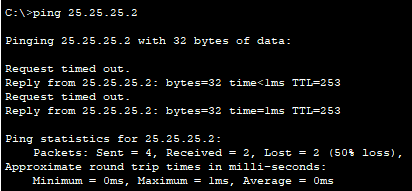 C:\>ping 25.25.25.2
Pinging 25.25.25.2 with 32 bytes of data:
Request timed out.
Reply from 25.25.25.2: bytes=32 time<1ms TTL=253
Request timed out.
Reply from 25.25.25.2: bytes=32 time=1ms TTL=253
Ping statistics for 25.25.25.2:
    Packets: Sent = 4, Received = 2, Lost = 2 (50% loss),
Approximate round trip times in milli-seconds:
    Minimum = 0ms, Maximum = 1ms, Average = 0ms